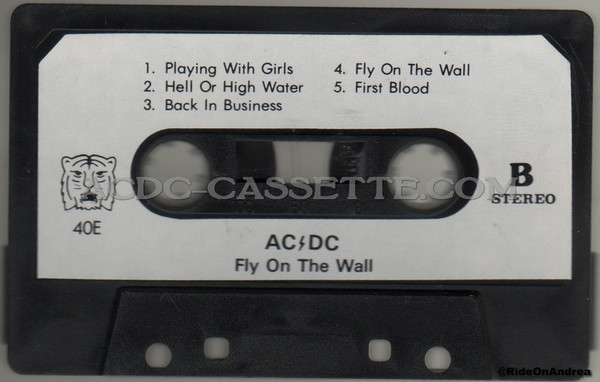 1. Playing With Girls
2. Hell Or High Water
3. Back In Business
4. Fly On The Wall
5. First Blood
ACDC-CASSETTE.COM
B
STEREO
40E
AC⚡DC
Fly On The Wall
@RideOnAndrea